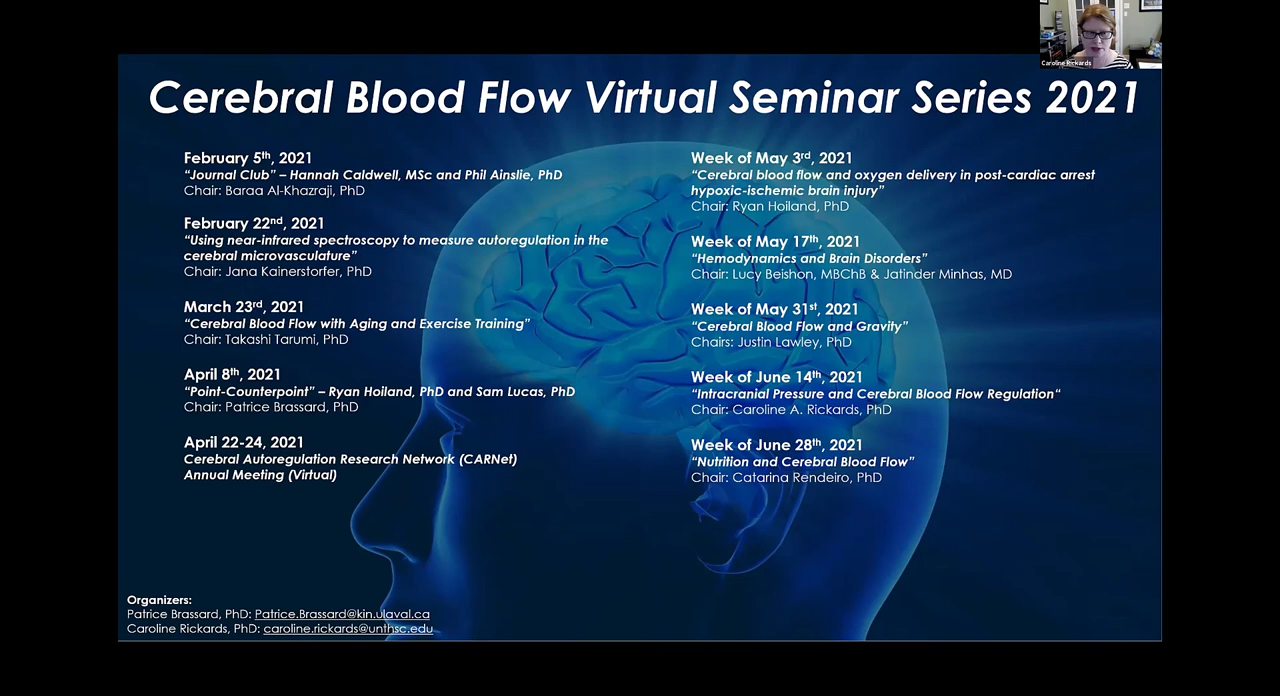 Caroline Rickards
Cerebral Blood Flow Virtual Seminar Series 2021
February 5th, 2021
“Journal Club” – Hannah Caldwell, MSc and Phil Ainslie, PhD
Chair: Baraa Al-Khazraji, PhD
February 22nd, 2021
“Using near-infrared spectroscopy to measure autoregulation in the
cerebral microvasculature”
Chair: Jana Kainerstorfer, PhD
March 23rd, 2021
“Cerebral Blood Flow with Aging and Exercise Training”
Chair: Takashi Tarumi, PhD
April 8th, 2021
“Point-Counterpoint” – Ryan Hoiland, PhD and Sam Lucas, PhD
Chair: Patrice Brassard, PhD
April 22-24, 2021
Cerebral Autoregulation Research Network (CARNet)
Annual Meeting (Virtual)
Week of May 3rd, 2021
“Cerebral blood flow and oxygen delivery in post-cardiac arrest
hypoxic-ischemic brain injury”
Chair: Ryan Hoiland, PhD
Week of May 17th, 2021
“Hemodynamics and Brain Disorders”
Chair: Lucy Beishon, MBChB & Jatinder Minhas, MD
Week of May 31st, 2021
“Cerebral Blood Flow and Gravity”
Chairs: Justin Lawley, PhD
Week of June 14th, 2021
“Intracranial Pressure and Cerebral Blood Flow Regulation“
Chair: Caroline A. Rickards, PhD
Week of June 28th, 2021
“Nutrition and Cerebral Blood Flow”
Chair: Catarina Rendeiro, PhD
Organizers:
Patrice Brassard, PhD: Patrice.Brassard@kin.ulaval.ca
Caroline Rickards, PhD: caroline.rickards@unthsc.edu